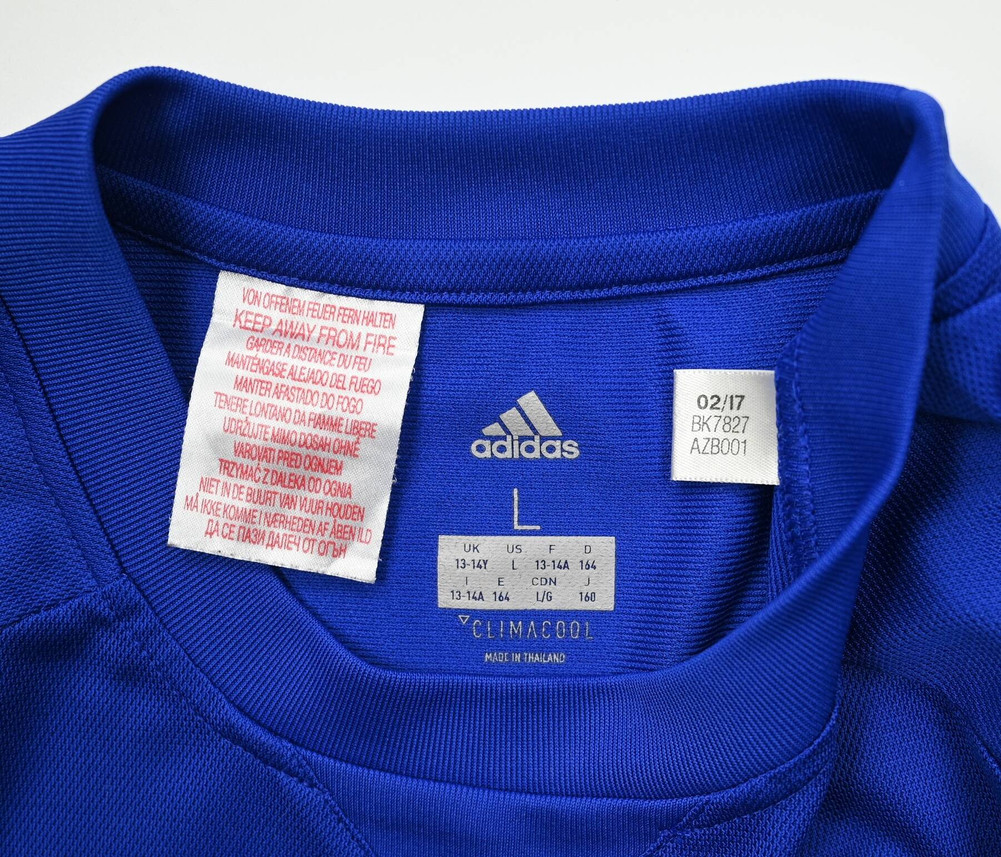 VON OFFENEM FEUER FERN HALTEN
KEEP AWAY FROM FIRE
GARDER A DISTANCE DU FEU
MANTÉNGASE ALEJADO DEL FUEGO
MANTER AFASTADO DO FOGO
TENERE LONTANO DA FIAMME LIBERE
UDRŽUJTE MIMO DOSAH OHNĚ
VAROVATI PRED OGNJEM
TRZYMAĆ Z DALEKA OD OGNIA
NIET IN DE BUURT VAN VUUR HOUDEN
MÅ IKKE KOMME I NÆRHEDEN AF ÅBEN ILD
ДА СЕ ПАЗИ ДАЛЕЧ ОТ ОГЪН
adidas
L
UK US F D
13-14Y L 13-14A 164
I E CDN J
13-14A 164 L/G 160
CLIMACOOL
MADE IN THAILAND
02/17
BK7827
AZB001